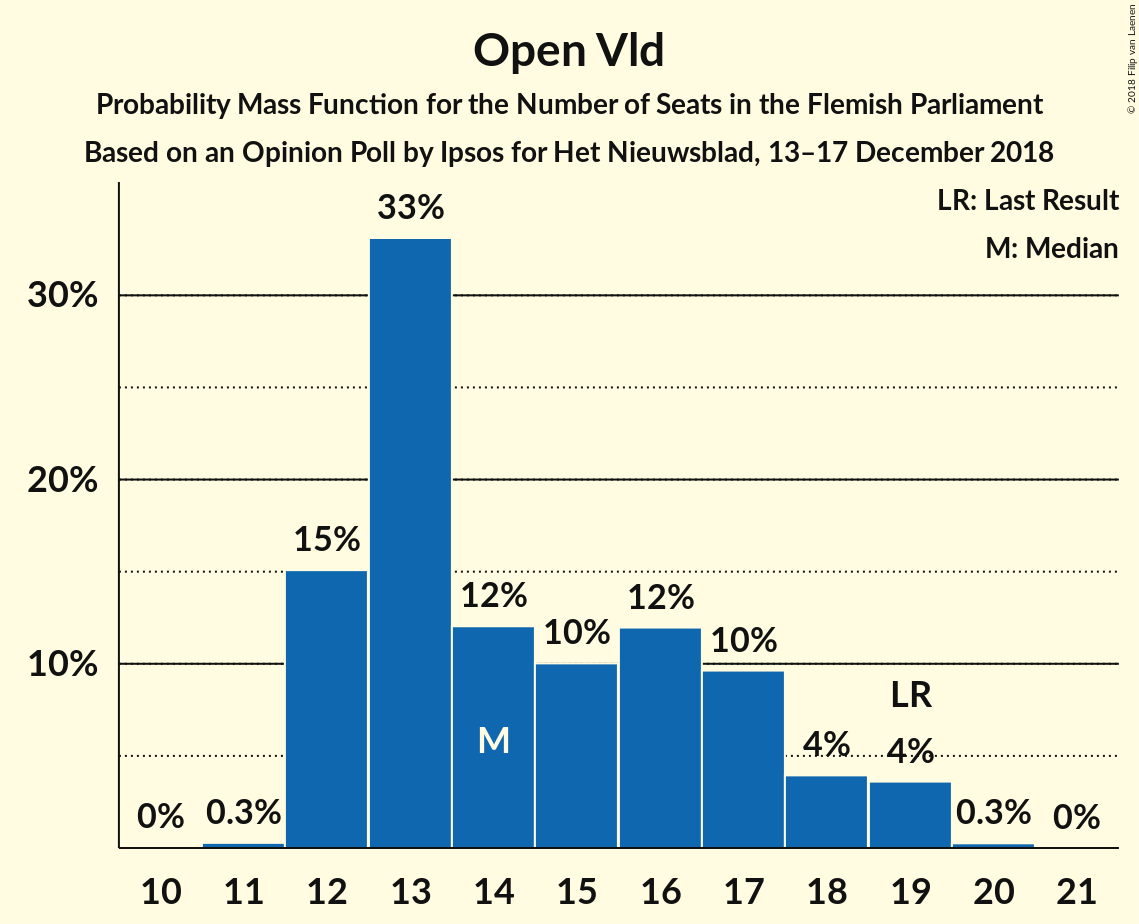 Open Vld
Probability Mass Function for the Number of Seats in the Flemish Parliament
Based on an Opinion Poll by Ipsos for Het Nieuwsblad, 13–17 December 2018
© 2018 Filip van Laenen
LR: Last Result
M: Median
30%
20%
10%
0%
0.3%
15%
33%
12%
10%
12%
10%
4%
4%
0.3%
0%
LR
M
10 11 12 13 14 15 16 17 18 19 20 21